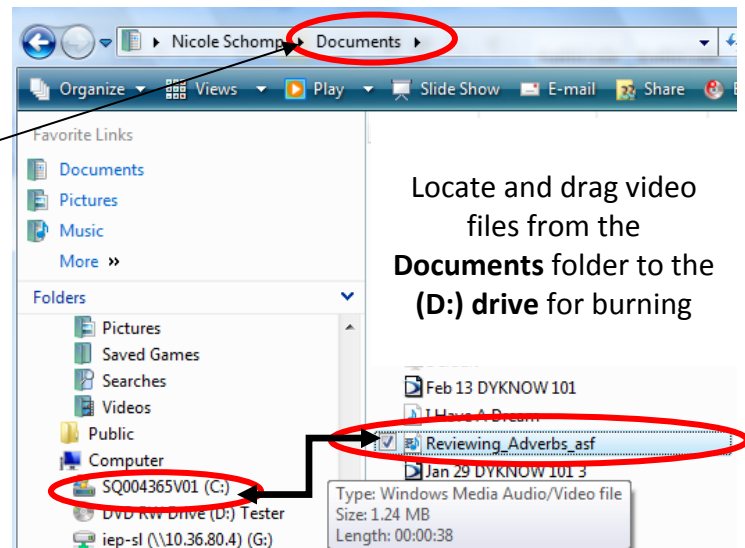 Nicole Schomp Documents
Organize Views Play Slide Show E-mail Share
Favorite Links
Documents
Pictures
Music
More »
Folders
Pictures
Saved Games
Searches
Videos
Public
Computer
SQ004365V01 (C:)
DVD RW Drive (D:) Tester
iep-sl (\\10.36.80.4) (G:)
Locate and drag video
files from the
Documents folder to the
(D:) drive for burning
Feb 13 DYKNOW 101
I Have A Dream
Reviewing_Adverbs_asf
Jan 29 DYKNOW 101 3
Type: Windows Media Audio/Video file
Size: 1.24 MB
Length: 00:00:38